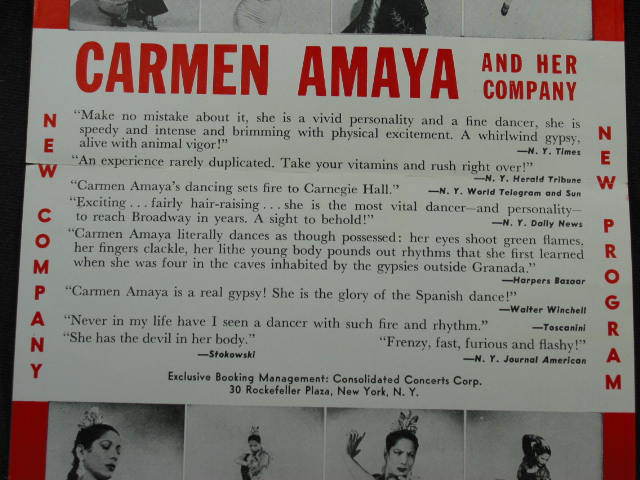 CARMEN AMAYA AND HER COMPANY
NEW COMPANY
NEW PROGRAM
"Make no mistake about it, she is a vivid personality and a fine dancer, she is
speedy and intense and brimming with physical excitement. A whirlwind gypsy,
alive with animal vigor!"
—N. Y. Times
"An experience rarely duplicated. Take your vitamins and rush right over!"
—N. Y. Herald Tribune
"Carmen Amaya's dancing sets fire to Carnegie Hall."
—N. Y. World Telegram and Sun
"Exciting . . . fairly hair-raising . . . she is the most vital dancer—and personality—
to reach Broadway in years. A sight to behold!"
—N. Y. Daily News
"Carmen Amaya literally dances as though possessed: her eyes shoot green flames,
her fingers clackle, her lithe young body pounds out rhythms that she first learned
when she was four in the caves inhabited by the gypsies outside Granada."
—Harpers Bazaar
"Carmen Amaya is a real gypsy! She is the glory of the Spanish dance!"
—Walter Winchell
"Never in my life have I seen a dancer with such fire and rhythm."
—Toscanini
"She has the devil in her body."
—Stokowski
"Frenzy, fast, furious and flashy!"
—N. Y. Journal American
Exclusive Booking Management: Consolidated Concerts Corp.
30 Rockefeller Plaza, New York, N. Y.